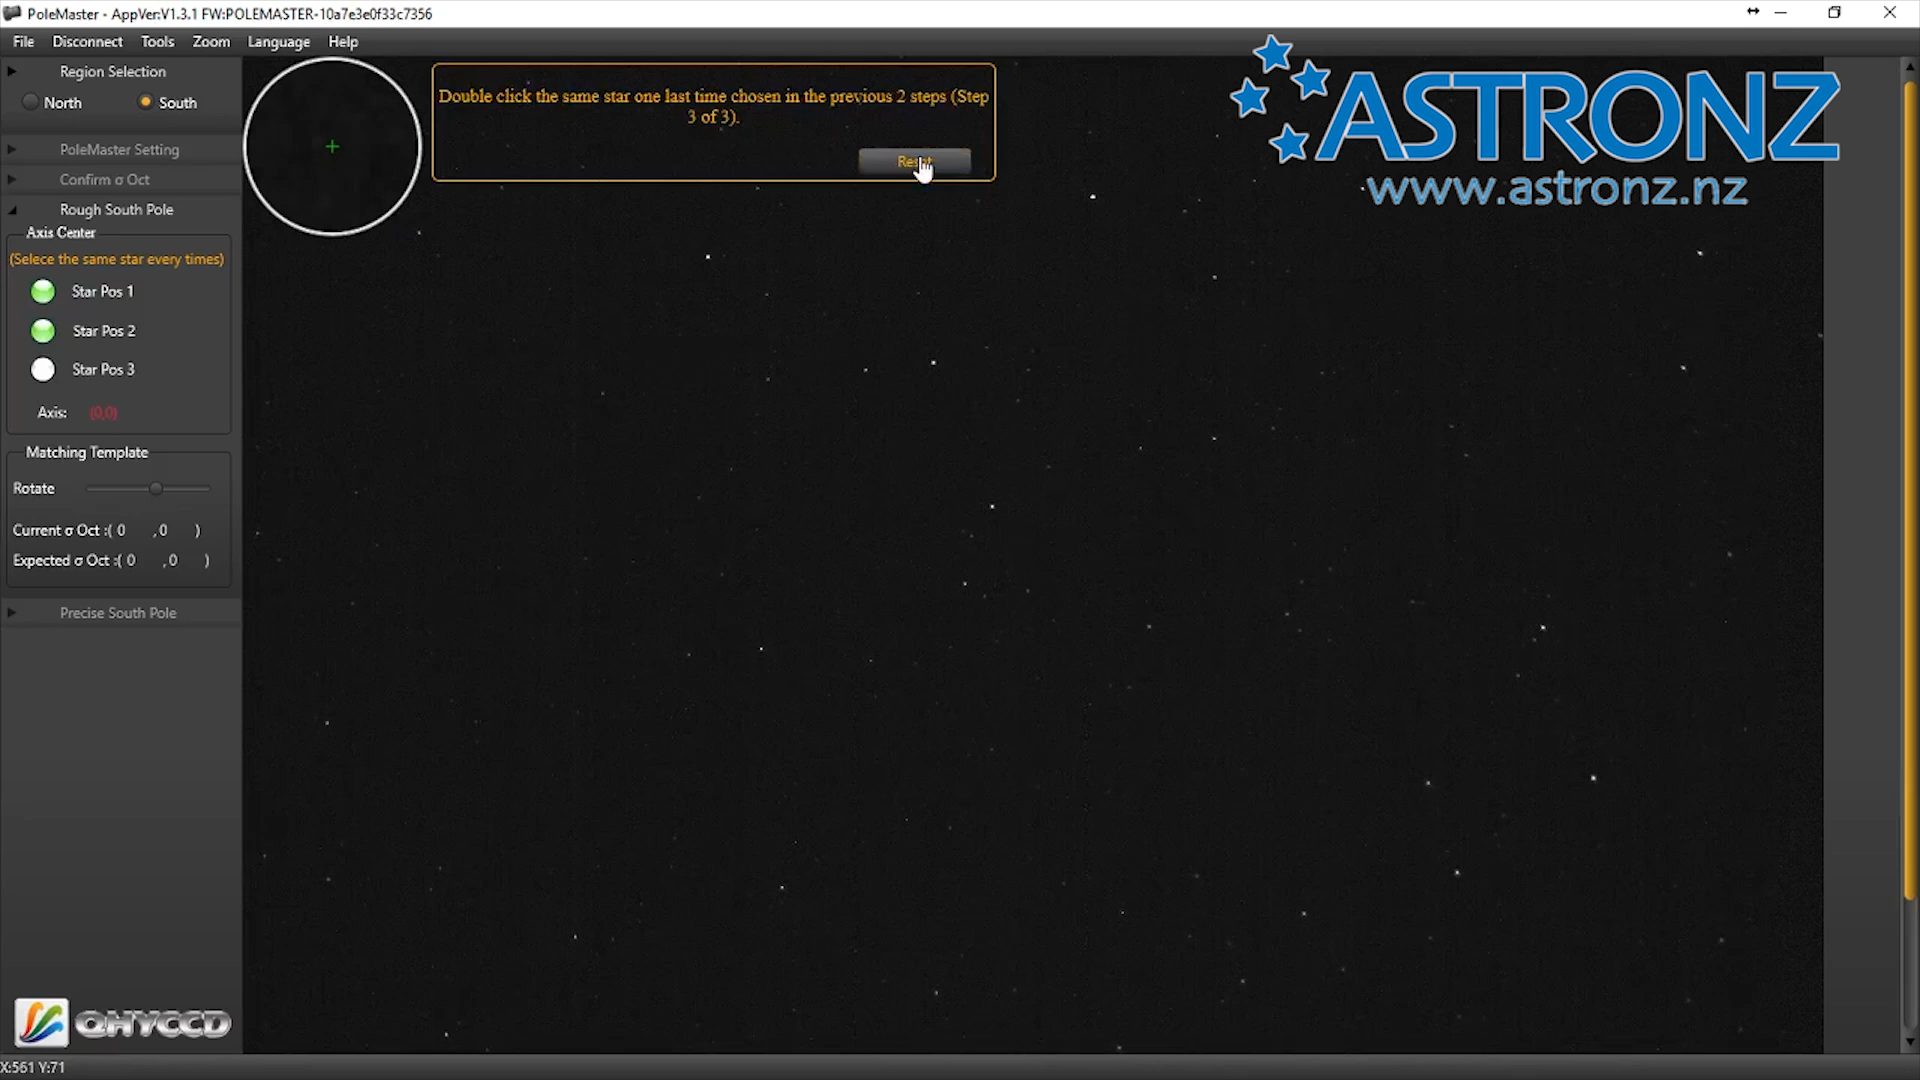 PoleMaster - AppVer:V1.3.1 FW:POLEMASTER-10a7e3e0f33c7356
File Disconnect Tools Zoom Language Help
Region Selection
North South
PoleMaster Setting
Confirm σ Oct
Rough South Pole
Axis Center
(Selece the same star every times)
Star Pos 1
Star Pos 2
Star Pos 3
Axis: (0,0)
Matching Template
Rotate
Current σ Oct :( 0 ,0 )
Expected σ Oct :( 0 ,0 )
Precise South Pole
QHYCCD
X:561 Y:71
Double click the same star one last time chosen in the previous 2 steps (Step
3 of 3).
Reset
ASTRONZ
www.astronz.nz